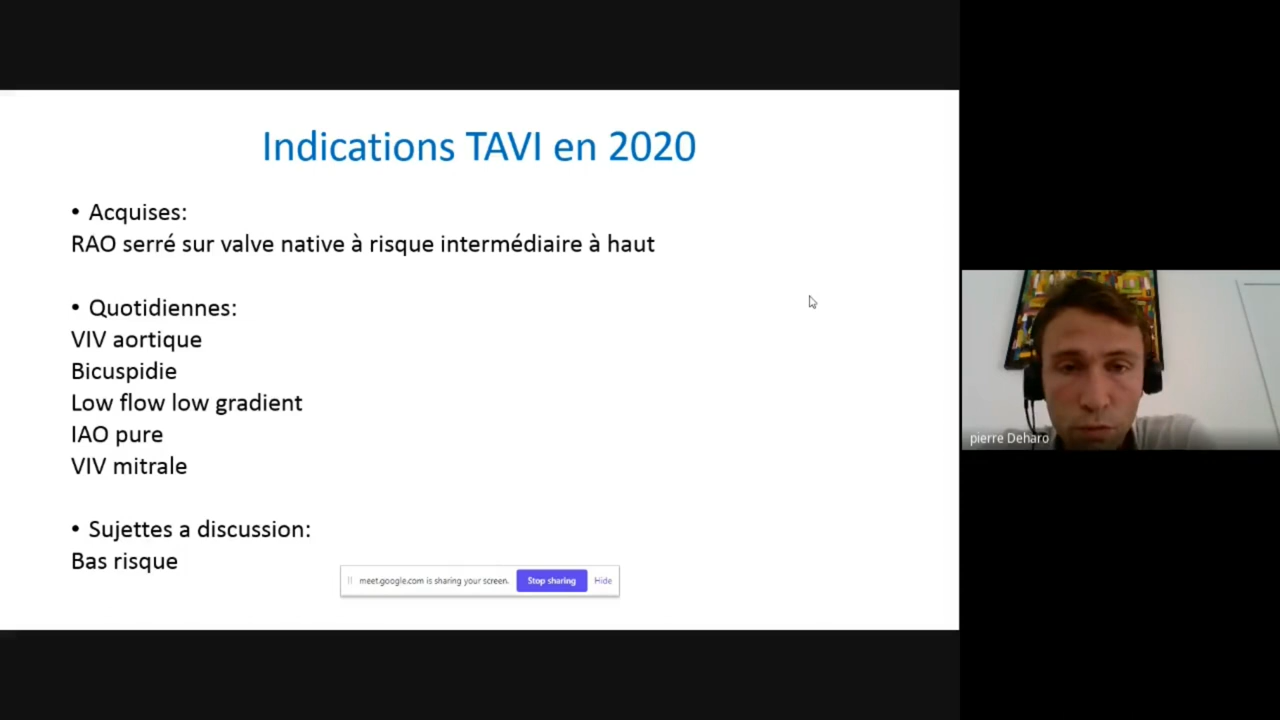 Indications TAVI en 2020
• Acquises:
RAO serré sur valve native à risque intermédiaire à haut
• Quotidiennes:
VIV aortique
Bicuspidie
Low flow low gradient
IAO pure
VIV mitrale
• Sujettes a discussion:
Bas risque
meet.google.com is sharing your screen.
Stop sharing
Hide
pierre Deharo